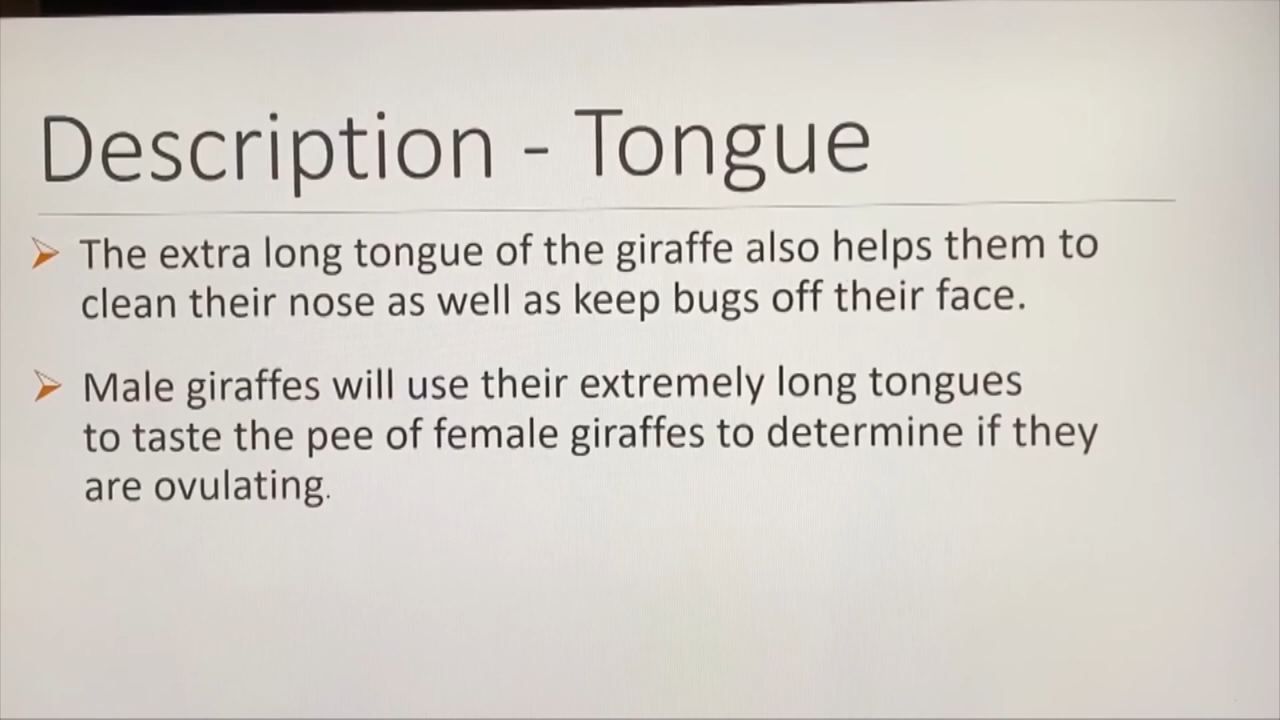 Description - Tongue
The extra long tongue of the giraffe also helps them to
clean their nose as well as keep bugs off their face.
Male giraffes will use their extremely long tongues
to taste the pee of female giraffes to determine if they
are ovulating.